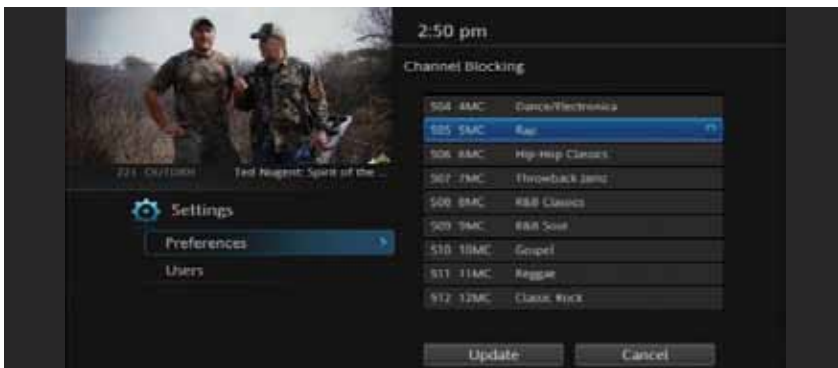 2:50 pm
Channel Blocking
504 4MC Dance/Electronica
505 5MC Rap
506 6MC Hip-Hop Classics
507 7MC Throwback Jamz
508 8MC R&B Classics
509 9MC R&B Soul
510 10MC Gospel
511 11MC Reggae
512 12MC Classic Rock
Update Cancel
221 OUTDRH Ted Nugent: Spirit of the ...
Settings
Preferences
Users